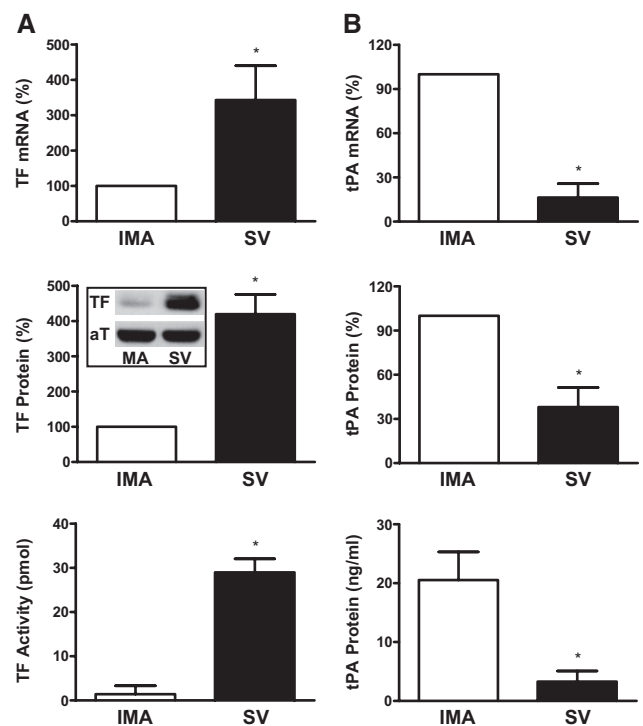 A
TF mRNA (%)
500
400
300
200
100
0
*
IMA SV
B
tPA mRNA (%)
120
90
60
30
0
*
IMA SV
TF Protein (%)
500
400
300
200
100
0
TF
aT
MA SV
*
IMA SV
tPA Protein (%)
120
90
60
30
0
*
IMA SV
TF Activity (pmol)
40
30
20
10
0
*
IMA SV
tPA Protein (ng/ml)
30
20
10
0
*
IMA SV